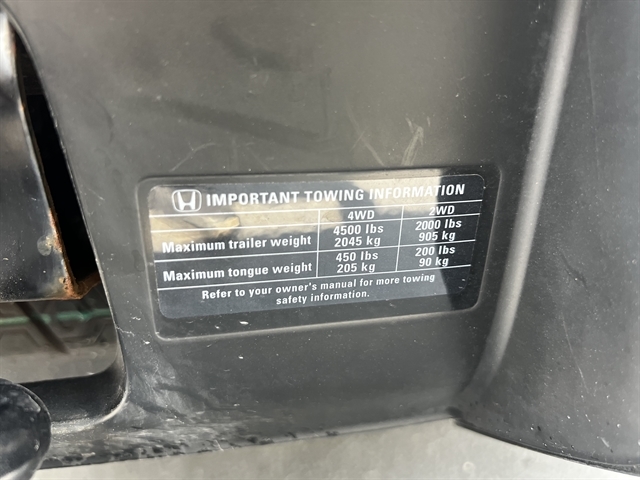 IMPORTANT TOWING INFORMATION
4WD 2WD
Maximum trailer weight 4500 lbs 2045 kg 2000 lbs 905 kg
Maximum tongue weight 450 lbs 205 kg 200 lbs 90 kg
Refer to your owner's manual for more towing
safety information.